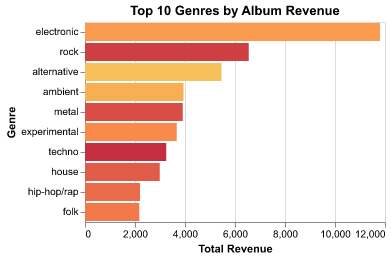 Top 10 Genres by Album Revenue
Genre
electronic
rock
alternative
ambient
metal
experimental
techno
house
hip-hop/rap
folk
0 2,000 4,000 6,000 8,000 10,000 12,000
Total Revenue